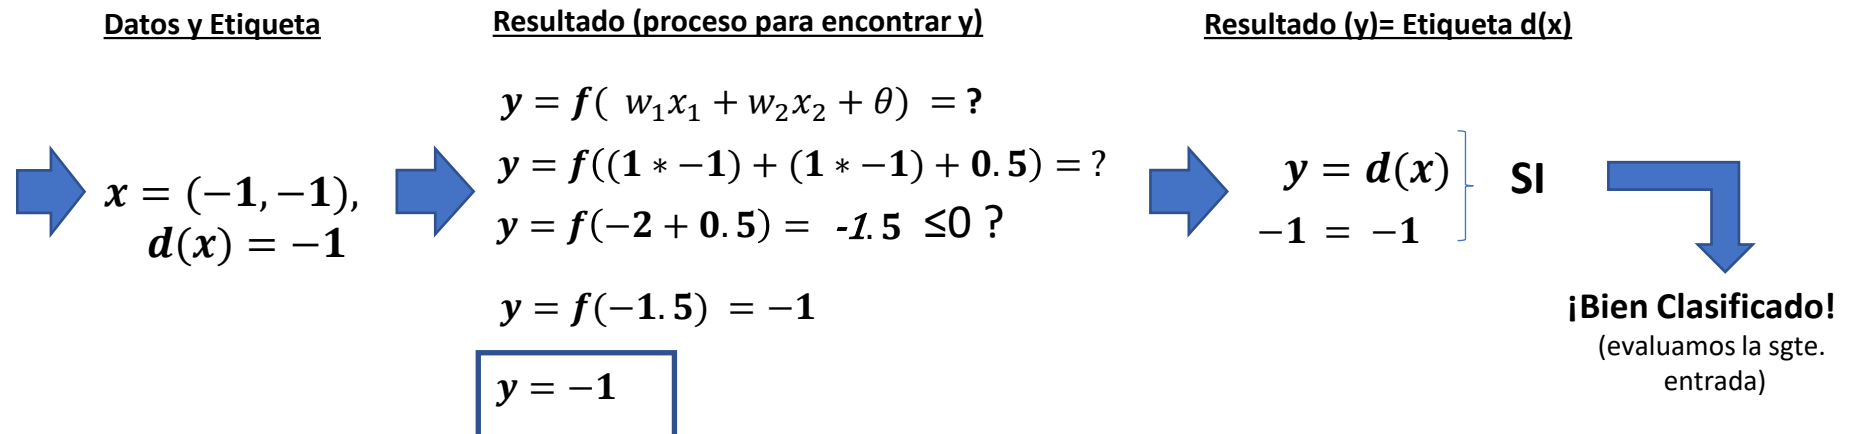 Datos y Etiqueta
x = (−1, −1),
d(x) = −1
Resultado (proceso para encontrar y)
y = f( w₁x₁ + w₂x₂ + θ) = ?
y = f((1 ∗ −1) + (1 ∗ −1) + 0.5) = ?
y = f(−2 + 0.5) = -1.5 ≤0 ?
y = f(−1.5) = −1
y = −1
Resultado (y)= Etiqueta d(x)
y = d(x)
−1 = −1
SI
¡Bien Clasificado!
(evaluamos la sgte.
entrada)